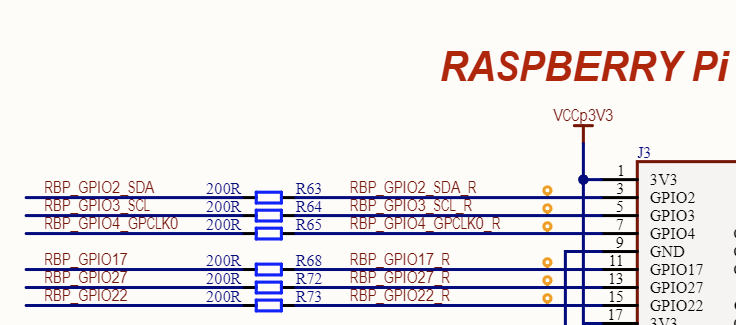 RASPBERRY Pi
VCCp3V3
J3
1 3V3
RBP_GPIO2_SDA 200R R63 RBP_GPIO2_SDA_R 3 GPIO2
RBP_GPIO3_SCL 200R R64 RBP_GPIO3_SCL_R 5 GPIO3
RBP_GPIO4_GPCLK0 200R R65 RBP_GPIO4_GPCLK0_R 7 GPIO4
9 GND
RBP_GPIO17 200R R68 RBP_GPIO17_R 11 GPIO17
RBP_GPIO27 200R R72 RBP_GPIO27_R 13 GPIO27
RBP_GPIO22 200R R73 RBP_GPIO22_R 15 GPIO22
17 3V3